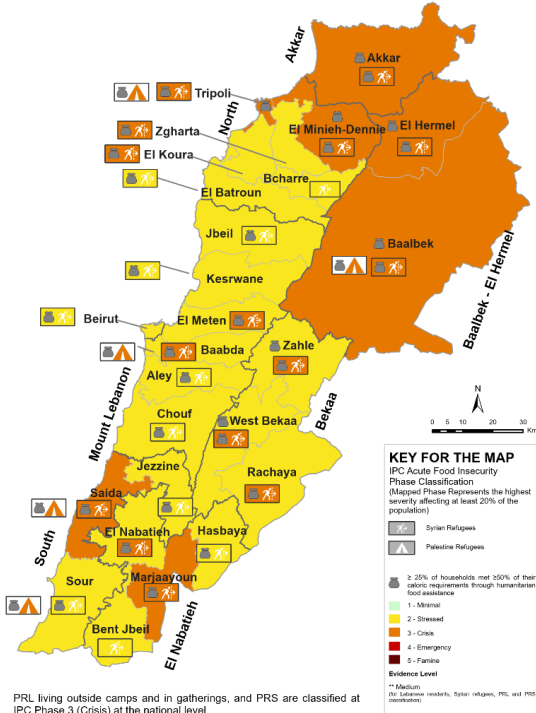 Akkar
Akkar
Tripoli
North
Zgharta
El Minieh-Dennie
El Hermel
El Koura
Bcharre
El Batroun
Jbeil
Baalbek
Kesrwane
Baalbek - El Hermel
Beirut
El Meten
Baabda
Zahle
Aley
Mount Lebanon
Bekaa
Chouf
West Bekaa
Jezzine
Rachaya
Saida
El Nabatieh
Hasbaya
South
Sour
Marjaayoun
Bent Jbeil
El Nabatieh
N
0 5 10 20 30
Km
KEY FOR THE MAP
IPC Acute Food Insecurity
Phase Classification
(Mapped Phase Represents the highest
severity affecting at least 20% of the
population)
Syrian Refugees
Palestine Refugees
≥ 25% of households met ≥50% of their
caloric requirements through humanitarian
food assistance
1 - Minimal
2 - Stressed
3 - Crisis
4 - Emergency
5 - Famine
Evidence Level
** Medium
(for Lebanese residents, Syrian refugees, PRL and PRS
classification)
PRL living outside camps and in gatherings, and PRS are classified at
IPC Phase 3 (Crisis) at the national level